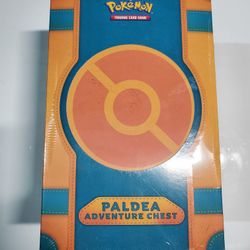 POKÉMON
TRADING CARD GAME
PALDEA
ADVENTURE CHEST